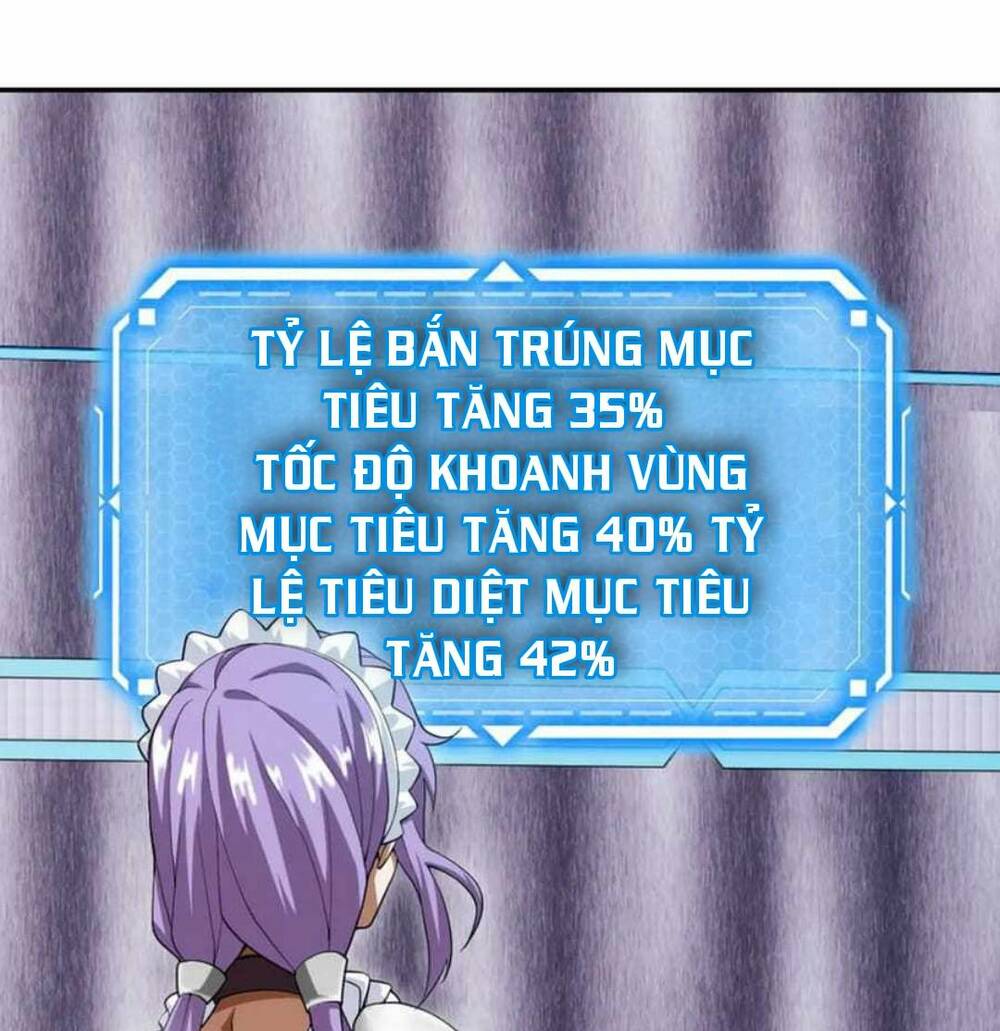 TỶ LỆ BẮN TRÚNG MỤC
TIÊU TĂNG 35%
TỐC ĐỘ KHOANH VÙNG
MỤC TIÊU TĂNG 40% TỶ
LỆ TIÊU DIỆT MỤC TIÊU
TĂNG 42%